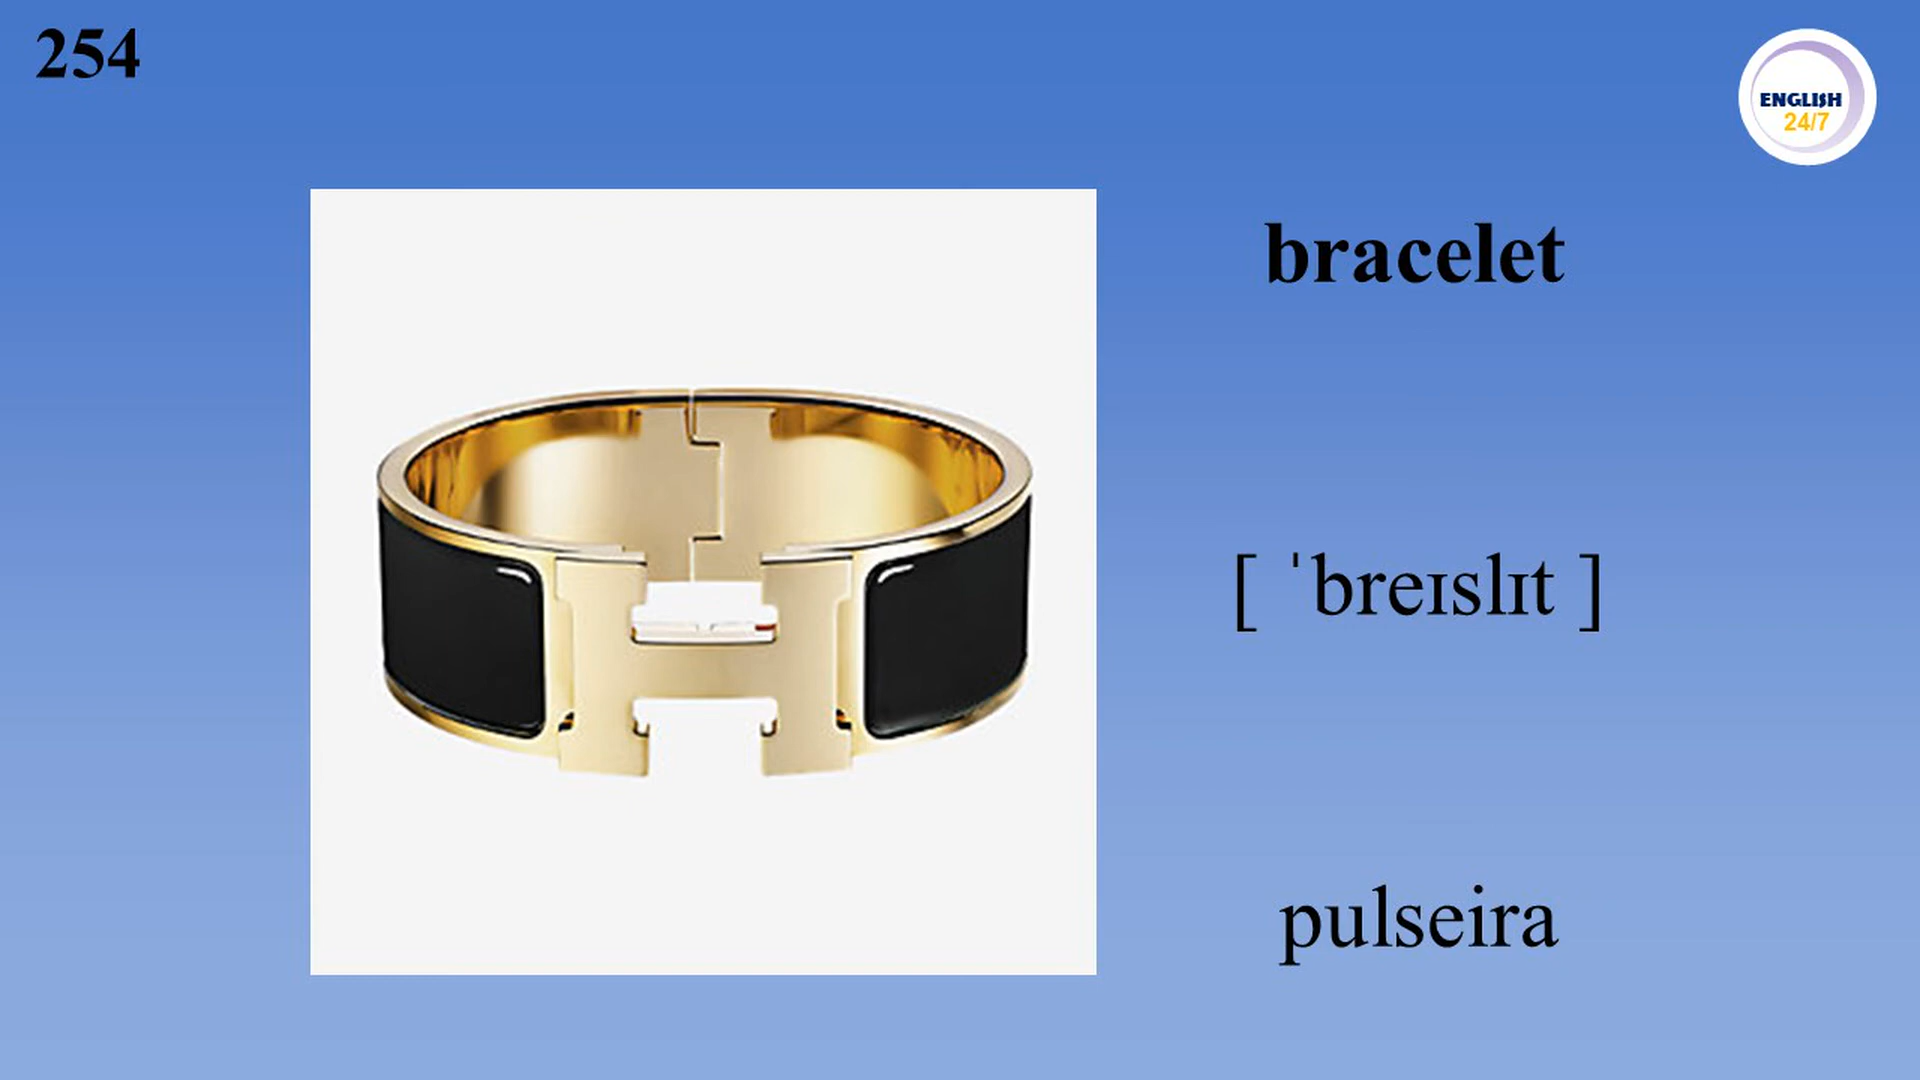 254
ENGLISH
24/7
bracelet
[ ˈbreɪslɪt ]
pulseira